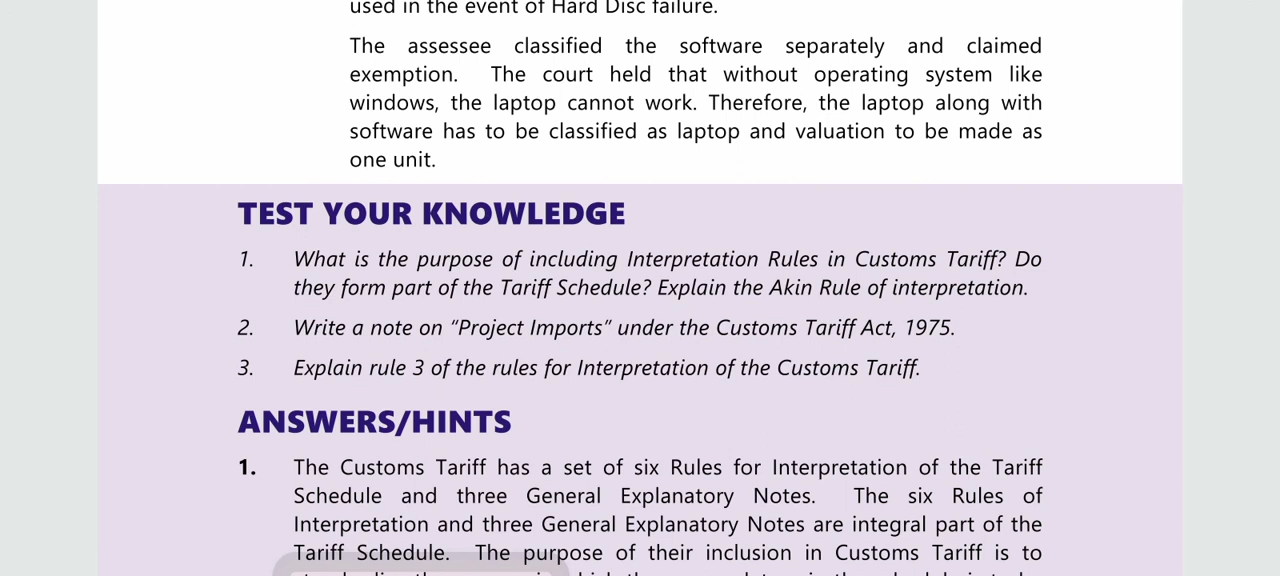 used in the event of Hard Disc failure.
The assessee classified the software separately and claimed
exemption. The court held that without operating system like
windows, the laptop cannot work. Therefore, the laptop along with
software has to be classified as laptop and valuation to be made as
one unit.
TEST YOUR KNOWLEDGE
1. What is the purpose of including Interpretation Rules in Customs Tariff? Do
they form part of the Tariff Schedule? Explain the Akin Rule of interpretation.
2. Write a note on “Project Imports” under the Customs Tariff Act, 1975.
3. Explain rule 3 of the rules for Interpretation of the Customs Tariff.
ANSWERS/HINTS
1. The Customs Tariff has a set of six Rules for Interpretation of the Tariff
Schedule and three General Explanatory Notes. The six Rules of
Interpretation and three General Explanatory Notes are integral part of the
Tariff Schedule. The purpose of their inclusion in Customs Tariff is to